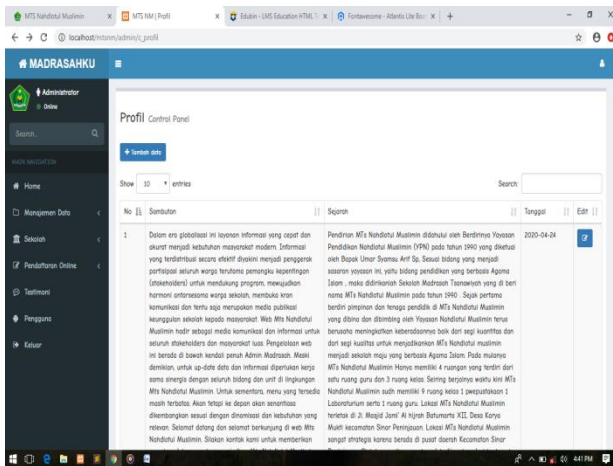 MTS Nahdlotul Muslimin
MTS NM | Profil
Edubin - LMS Education HTML
Fontawesome - Atlantis Lite Boo
localhost/mtsnm/admin/c_profil
MADRASAHKU
Administrator
Online
Search...
MAIN NAVIGATION
Home
Manajemen Data
Sekolah
Pendaftaran Online
Testimoni
Pengguna
Keluar
Profil Control Panel
+ Tambah data
Show 10 entries
Search:
No Sambutan Sejarah Tanggal Edit
1
Dalam era globalisasi ini layanan informasi yang cepat dan
akurat menjadi kebutuhan masyarakat modern. Informasi
yang terdistribusi secara efektif diyakini menjadi penggerak
partisipasi seluruh warga terutama pemangku kepentingan
(stakeholders) untuk mendukung program, mewujudkan
harmoni antarsesama warga sekolah, membuka kran
komunikasi dan tentu saja merupakan media publikasi
keunggulan sekolah kepada masyarakat. Web Mts Nahdlotul
Muslimin hadir sebagai media komunikasi dan informasi untuk
seluruh stakeholders dan masyarakat luas. Pengelolaan web
ini berada di bawah kendali penuh Admin Madrasah. Meski
demikian, untuk up-date data dan informasi diperlukan kerja
sama sinergis dengan seluruh bidang dan unit di lingkungan
Mts Nahdlotul Muslimin. Untuk sementara, menu yang tersedia
masih terbatas. Akan tetapi ke depan akan senantiasa
dikembangkan sesuai dengan dinamisasi dan kebutuhan yang
relevan. Selamat datang dan selamat berkunjung di web Mts
Nahdlotul Muslimin. Silakan kontak kami untuk memberikan
Pendirian MTs Nahdlotul Muslimin didahului oleh Berdirinya Yayasan
Pendidikan Nahdlotul Muslimin (YPN) pada tahun 1990 yang diketuai
oleh Bapak Umar Syamsu Arif Sp. Sesuai bidang yang menjadi
sasaran yayasan ini, yaitu bidang pendidikan yang berbasis Agama
Islam , maka didirikanlah Sekolah Madrasah Tsanawiyah yang di beri
nama MTs Nahdlotul Muslimin pada tahun 1990 . Sejak pertama
berdiri pimpinan dan tenaga pendidik di MTs Nahdlotul Muslimin
yang dibina dan dibimbing oleh Yayasan Nahdlotul Muslimin terus
berusaha meningkatkan keberadaannya baik dari segi kuantitas dan
dari segi kualitas untuk menjadikankan MTs Nahdlotul muslimin
menjadi sekolah maju yang berbasis Agama Islam. Pada mulanya
MTs Nahdlotul Muslimin Hanya memiliki 4 ruangan yang terdiri dari
satu ruang guru dan 3 ruang kelas. Seiring berjalnya waktu kini MTs
Nahdlotul Muslimin sudh memiliki 9 ruang kelas 1 pwepustakaan 1
Laboraturium serta 1 ruang guru. Lokasi MTs Nahdlotul Muslimin
terletak di Jl. Masjid Jami' Al hijrah Batumarta XII, Desa Karya
Mukti kecamatan Sinar Peninjauan. Lokasi MTs Nahdlotul Muslimin
sangat strategis karena berada di pusat daerah Kecamatan Sinar
2020-04-24
4:41 PM